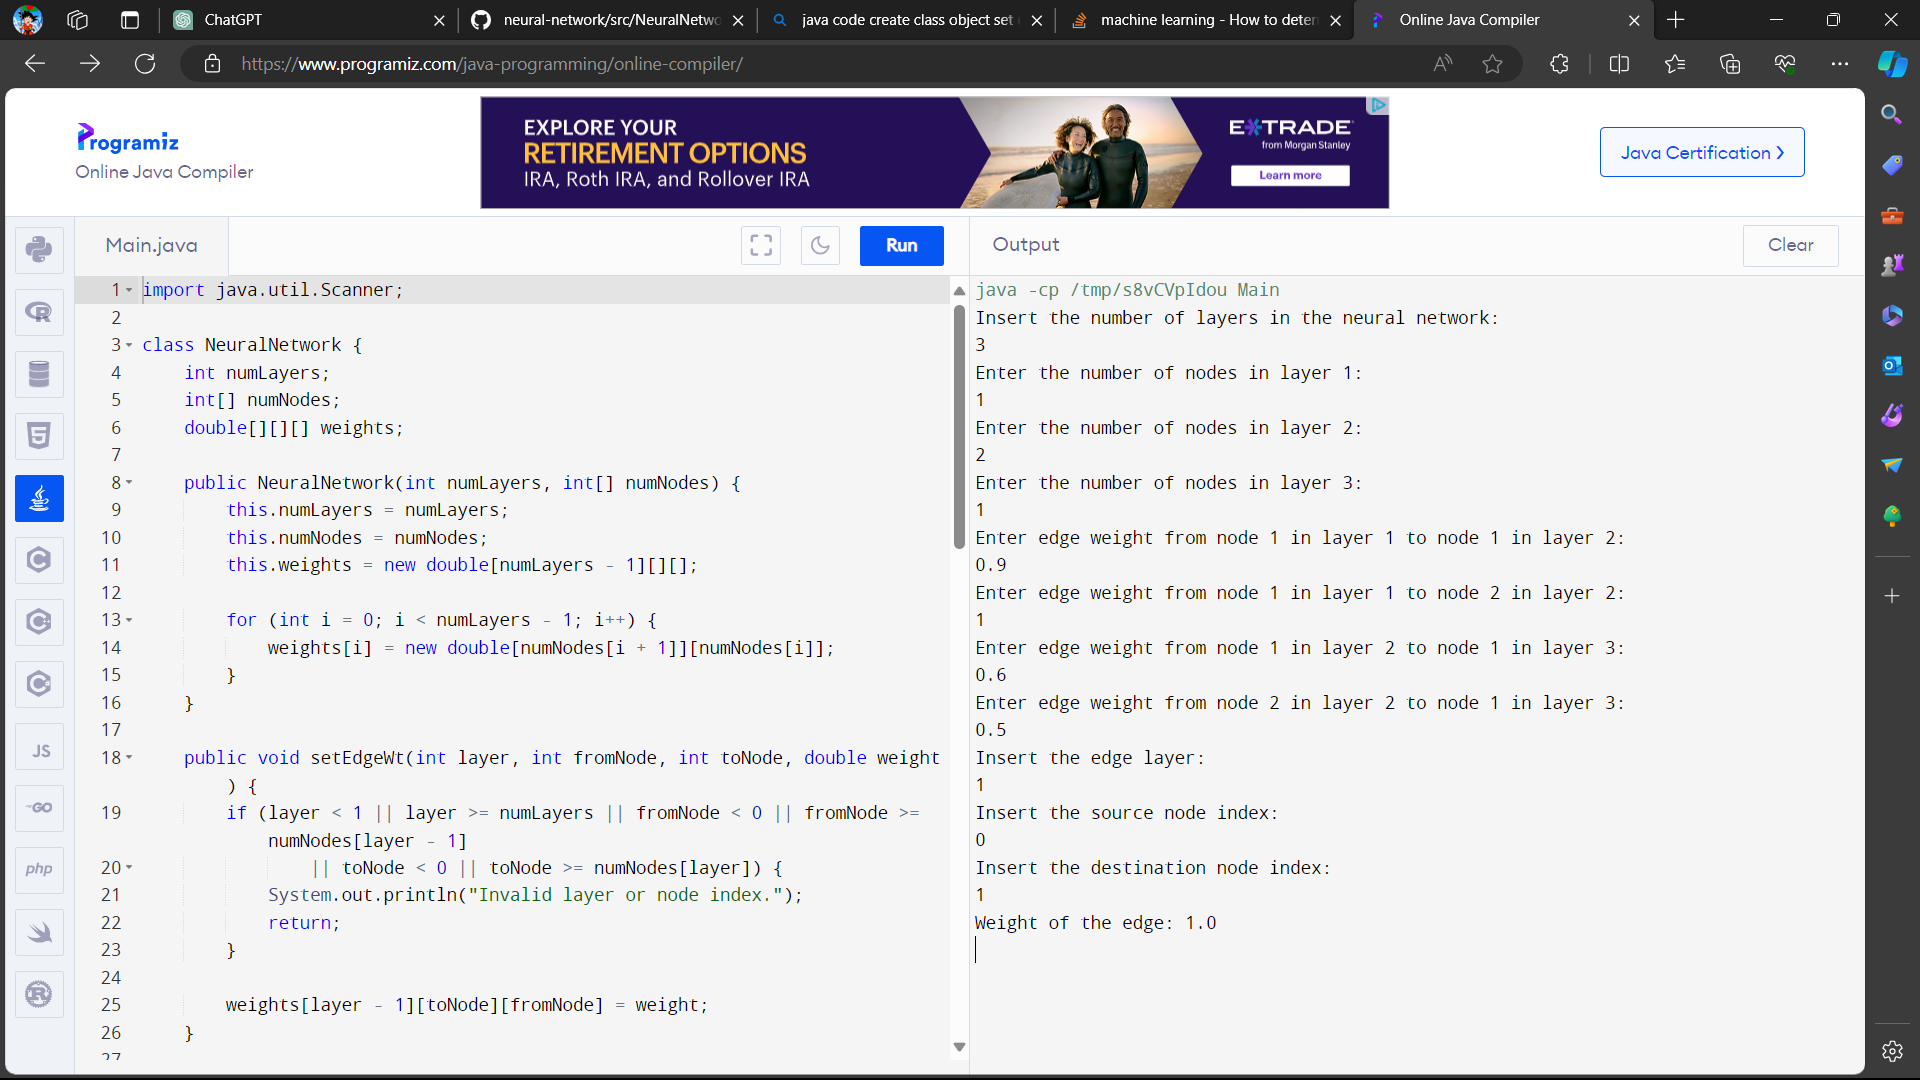 ChatGPT
neural-network/src/NeuralNetwo
java code create class object set
machine learning - How to deter
Online Java Compiler
https://www.programiz.com/java-programming/online-compiler/
Programiz
Online Java Compiler
EXPLORE YOUR
RETIREMENT OPTIONS
IRA, Roth IRA, and Rollover IRA
E*TRADE
from Morgan Stanley
Learn more
Java Certification >
Main.java
Run
Output
Clear
1 import java.util.Scanner;
2
3 class NeuralNetwork {
4 int numLayers;
5 int[] numNodes;
6 double[][][] weights;
7
8 public NeuralNetwork(int numLayers, int[] numNodes) {
9 this.numLayers = numLayers;
10 this.numNodes = numNodes;
11 this.weights = new double[numLayers - 1][][];
12
13 for (int i = 0; i < numLayers - 1; i++) {
14 weights[i] = new double[numNodes[i + 1]][numNodes[i]];
15 }
16 }
17
18 public void setEdgeWt(int layer, int fromNode, int toNode, double weight
) {
19 if (layer < 1 || layer >= numLayers || fromNode < 0 || fromNode >=
numNodes[layer - 1]
20 || toNode < 0 || toNode >= numNodes[layer]) {
21 System.out.println("Invalid layer or node index.");
22 return;
23 }
24
25 weights[layer - 1][toNode][fromNode] = weight;
26 }
27
java -cp /tmp/s8vCVpIdou Main
Insert the number of layers in the neural network:
3
Enter the number of nodes in layer 1:
1
Enter the number of nodes in layer 2:
2
Enter the number of nodes in layer 3:
1
Enter edge weight from node 1 in layer 1 to node 1 in layer 2:
0.9
Enter edge weight from node 1 in layer 1 to node 2 in layer 2:
1
Enter edge weight from node 1 in layer 2 to node 1 in layer 3:
0.6
Enter edge weight from node 2 in layer 2 to node 1 in layer 3:
0.5
Insert the edge layer:
1
Insert the source node index:
0
Insert the destination node index:
1
Weight of the edge: 1.0
JS
GO
php